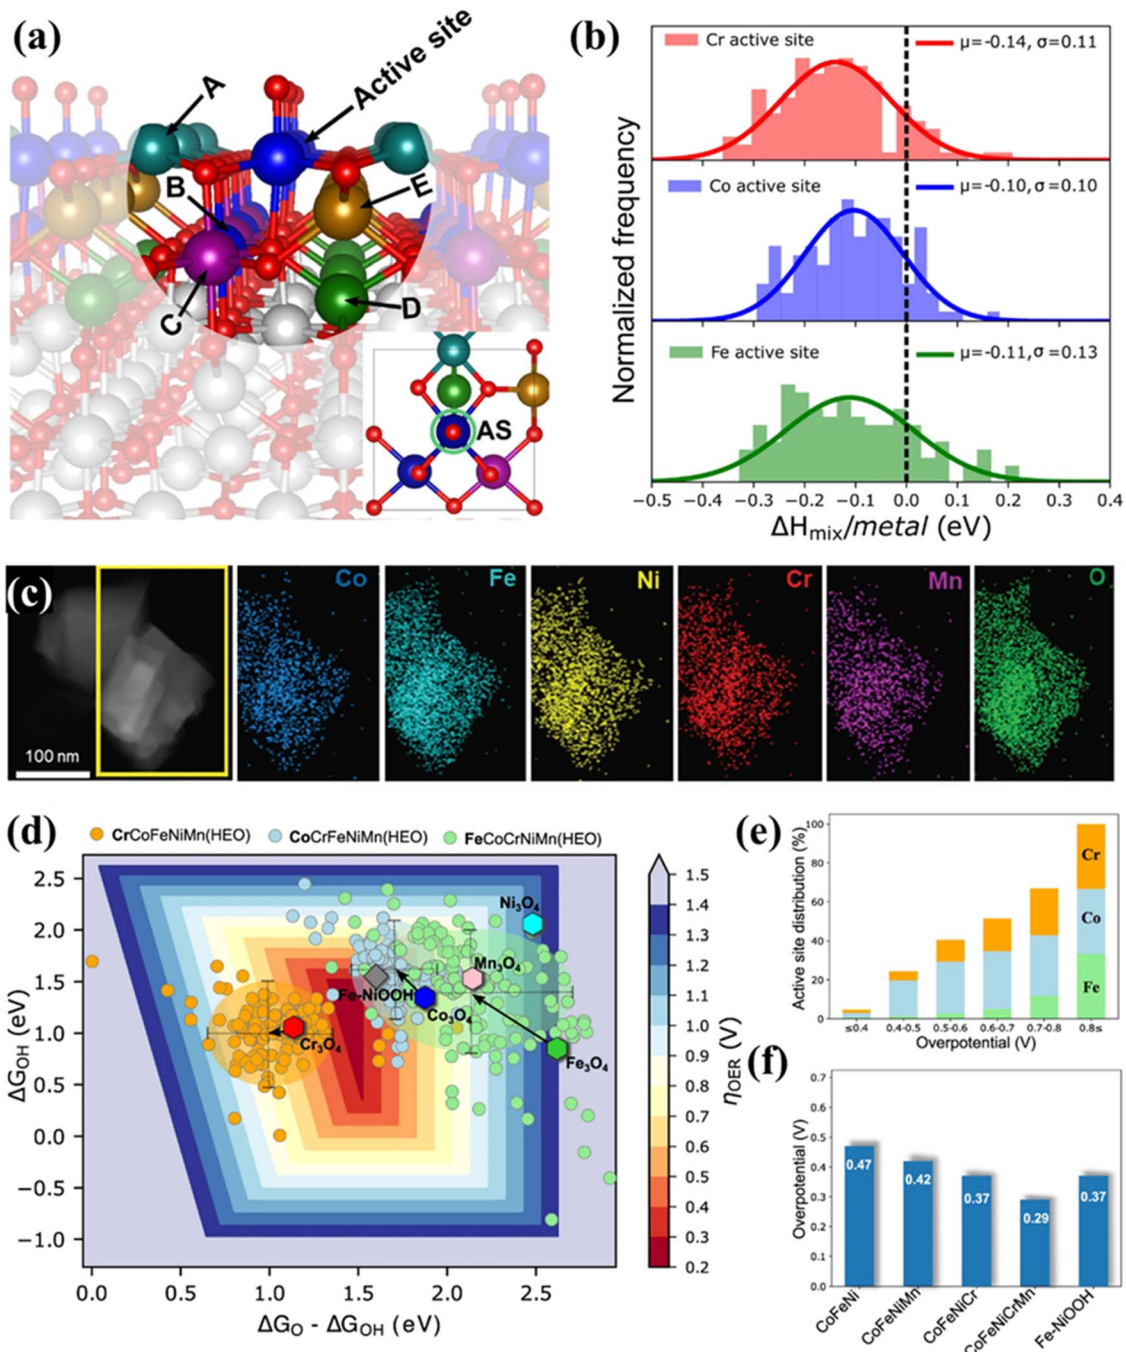 (a)
A
Active site
B
E
C
D
AS
(b)
Normalized frequency
Cr active site
μ=-0.14, σ=0.11
Co active site
μ=-0.10, σ=0.10
Fe active site
μ=-0.11, σ=0.13
−0.5 −0.4 −0.3 −0.2 −0.1 0.0 0.1 0.2 0.3 0.4
ΔHmix/metal (eV)
(c)
100 nm
Co
Fe
Ni
Cr
Mn
O
(d)
CrCoFeNiMn(HEO) CoCrFeNiMn(HEO) FeCoCrNiMn(HEO)
ΔGOH (eV)
2.5
2.0
1.5
1.0
0.5
0.0
−0.5
−1.0
Ni3O4
Mn3O4
Fe-NiOOH
Co3O4
Cr3O4
Fe3O4
0.0 0.5 1.0 1.5 2.0 2.5
ΔGO - ΔGOH (eV)
1.5
1.4
1.3
1.2
1.1
1.0
0.9
0.8
0.7
0.6
0.5
0.4
0.3
0.2
ηOER (V)
(e)
Active site distribution (%)
100
80
60
40
20
0
Cr
Co
Fe
≤0.4 0.4-0.5 0.5-0.6 0.6-0.7 0.7-0.8 0.8≤
Overpotential (V)
(f)
Overpotential (V)
0.7
0.6
0.5
0.4
0.3
0.2
0.1
0.0
0.47
0.42
0.37
0.29
0.37
CoFeNi
CoFeNiMn
CoFeNiCr
CoFeNiCrMn
Fe-NiOOH